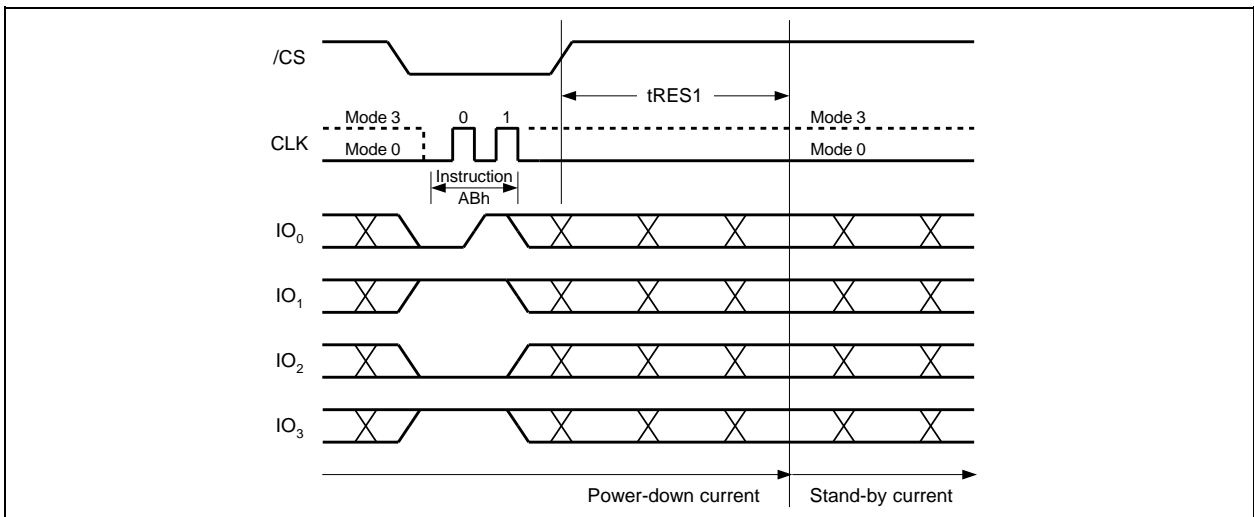 /CS
tRES1
Mode 3 0 1 Mode 3
CLK
Mode 0 Mode 0
Instruction
ABh
IO0
IO1
IO2
IO3
Power-down current Stand-by current